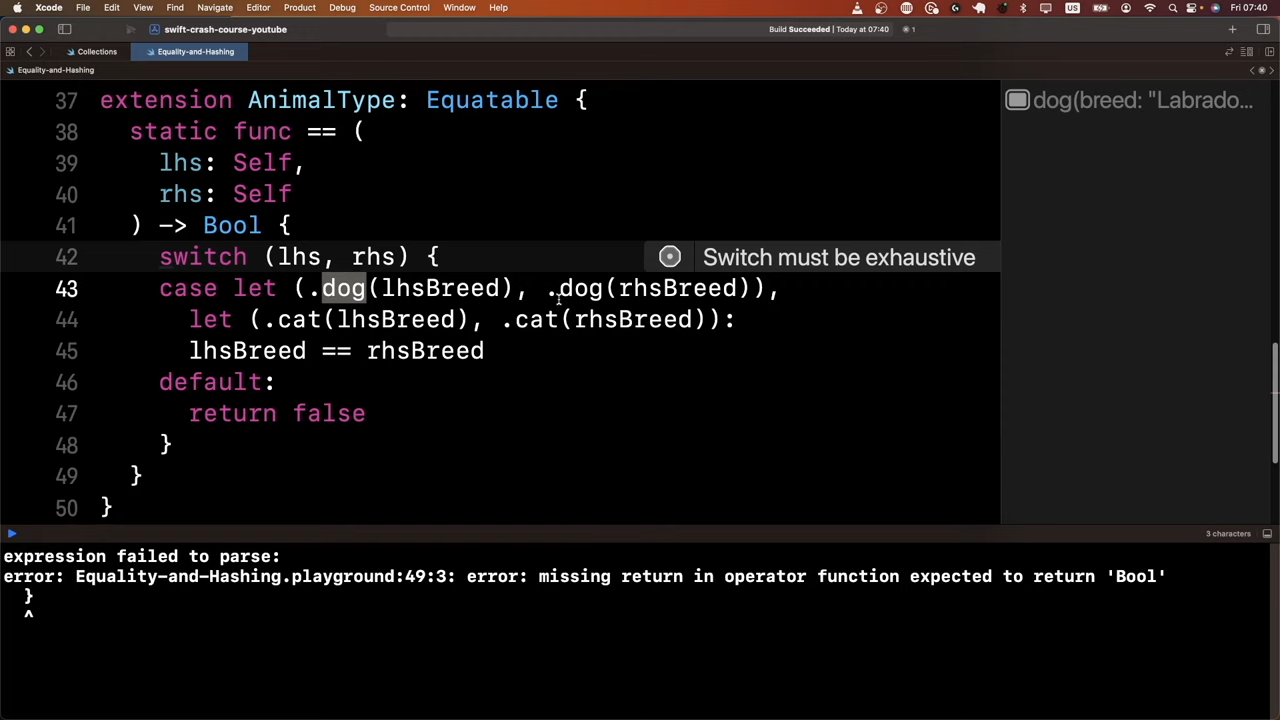 Xcode File Edit View Find Navigate Editor Product Debug Source Control Window Help Fri 07:40
swift-crash-course-youtube Build Succeeded | Today at 07:40 1
Collections Equality-and-Hashing
Equality-and-Hashing
37 extension AnimalType: Equatable {
38 static func == (
39 lhs: Self,
40 rhs: Self
41 ) -> Bool {
42 switch (lhs, rhs) { Switch must be exhaustive
43 case let (.dog(lhsBreed), .dog(rhsBreed)),
44 let (.cat(lhsBreed), .cat(rhsBreed)):
45 lhsBreed == rhsBreed
46 default:
47 return false
48 }
49 }
50 }
dog(breed: "Labrado...
3 characters
expression failed to parse:
error: Equality-and-Hashing.playground:49:3: error: missing return in operator function expected to return 'Bool'
}
^